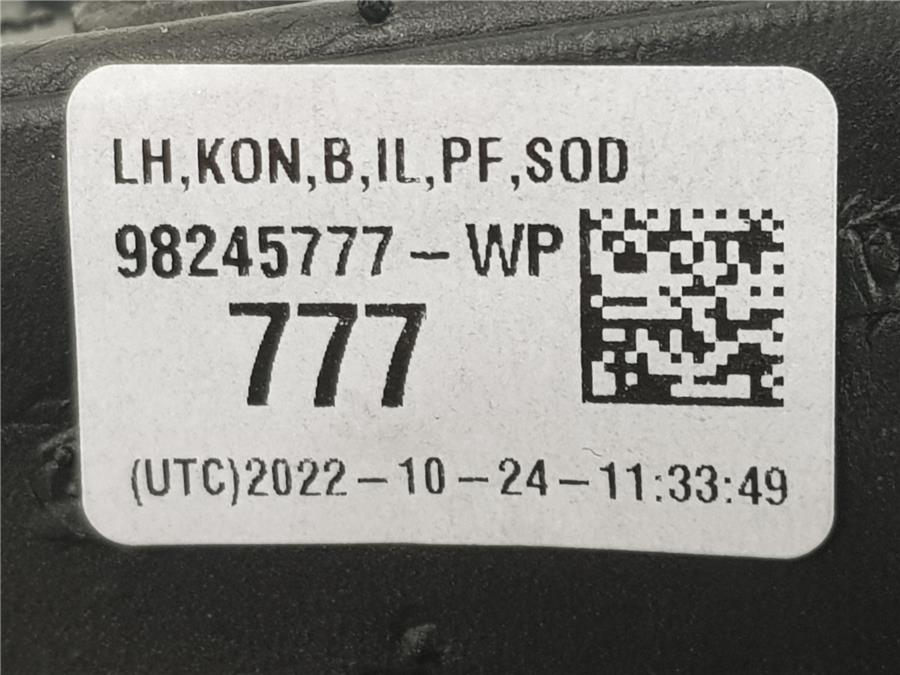 LH,KON,B,IL,PF,SOD
98245777-WP
777
(UTC)2022-10-24-11:33:49